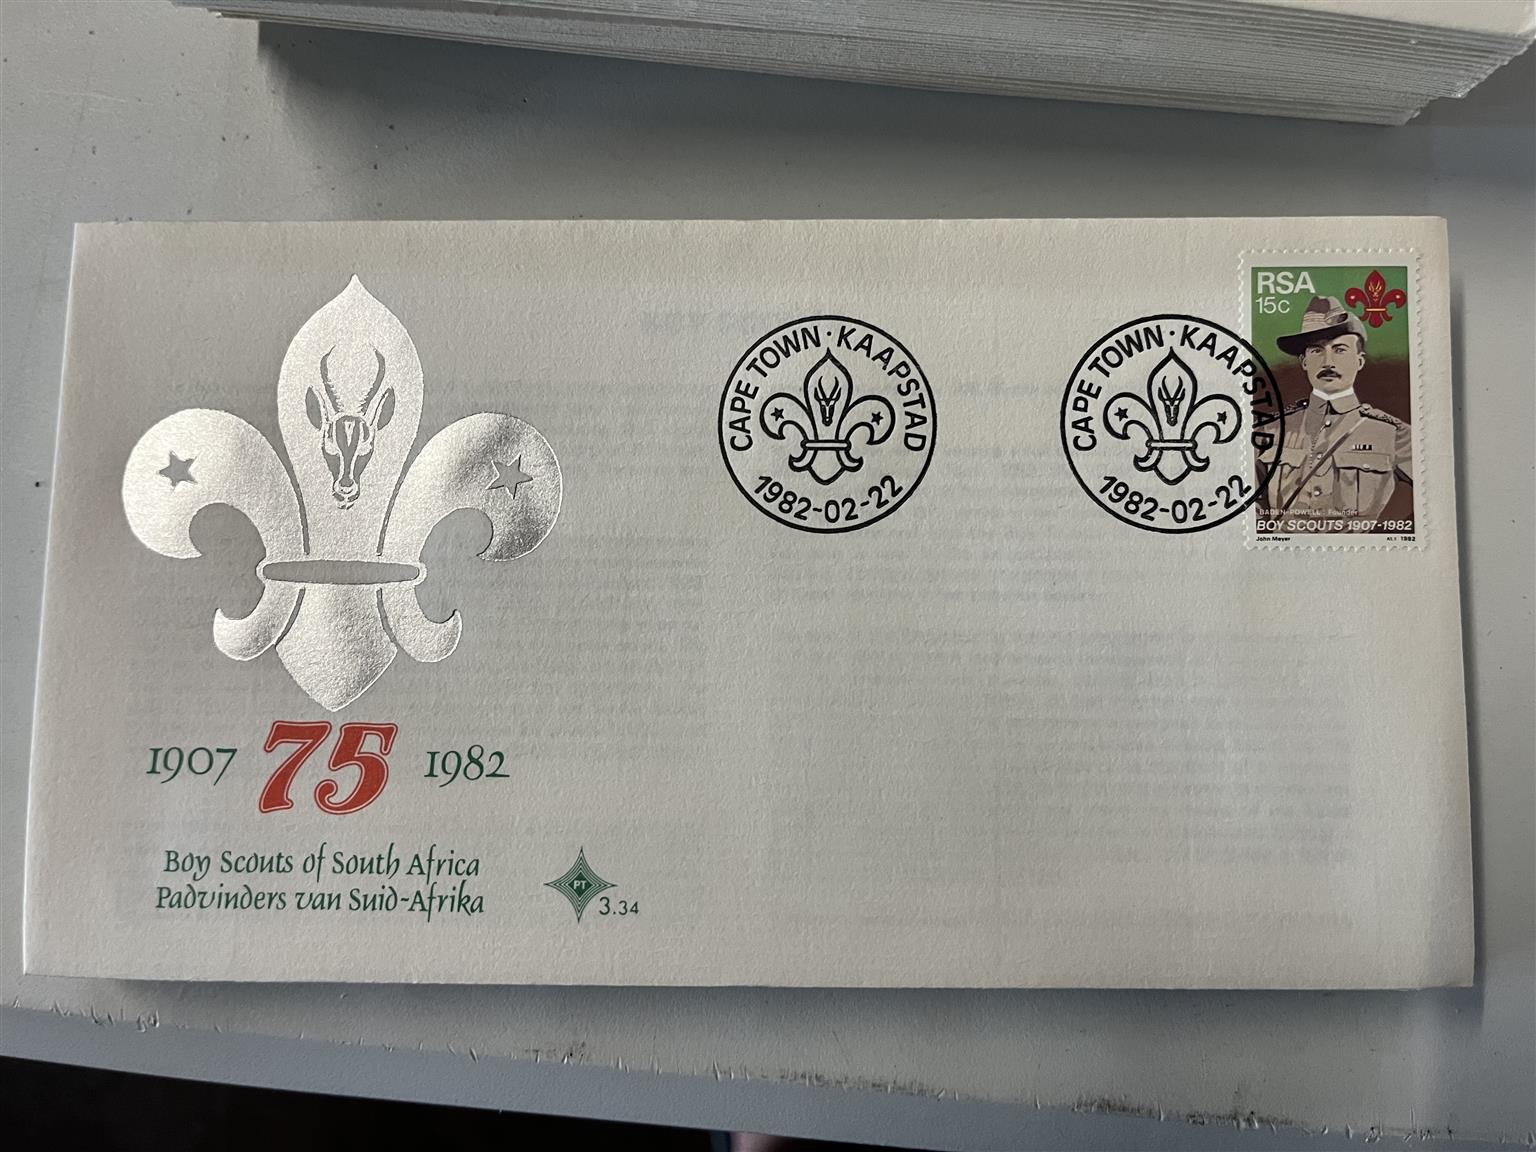 CAPE TOWN · KAAPSTAD
1982-02-22
CAPE TOWN · KAAPSTAD
1982-02-22
RSA
15c
BADEN-POWELL: Founder
BOY SCOUTS 1907-1982
John Meyer
1982
1907 75 1982
Boy Scouts of South Africa
Padvinders van Suid-Afrika
PT
3.34